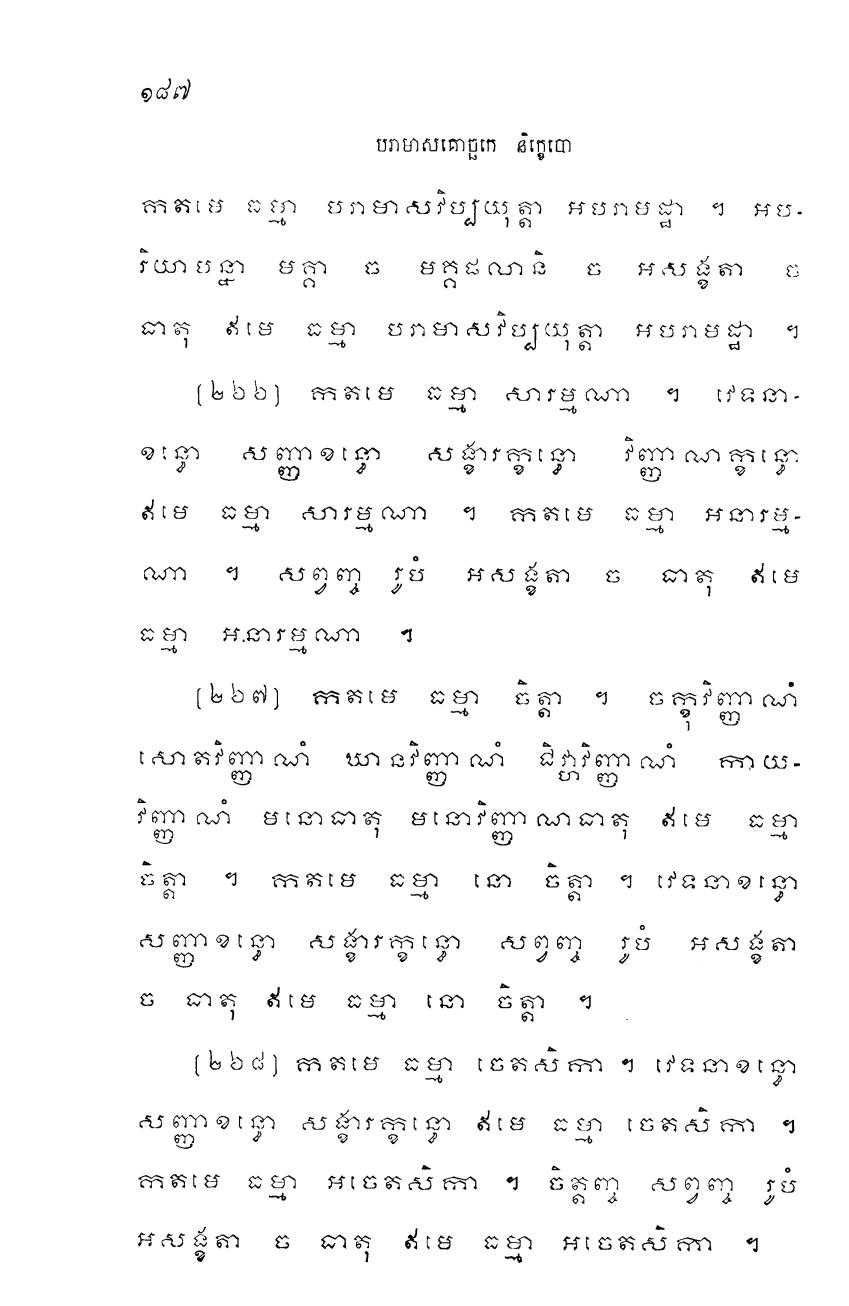 ១៨៧
បរាមាសគោច្ឆកេ និក្ខេបោ
កតមេ ធម្មា បរាមាសវិប្បយុត្តា អបរាមដ្ឋា ។ អប-
រិយាបន្នា មគ្គា ច មគ្គផលានិ ច អសង្ខតា ច
ធាតុ ឥមេ ធម្មា បរាមាសវិប្បយុត្តា អបរាមដ្ឋា ។
[២៦៦] កតមេ ធម្មា សារម្មណា ។ វេទនា-
ខន្ធោ សញ្ញាខន្ធោ សង្ខារក្ខន្ធោ វិញ្ញាណក្ខន្ធោ
ឥមេ ធម្មា សារម្មណា ។ កតមេ ធម្មា អនារម្ម-
ណា ។ សព្វញ្ច រូបំ អសង្ខតា ច ធាតុ ឥមេ
ធម្មា អនារម្មណា ។
[២៦៧] កតមេ ធម្មា ចិត្តា ។ ចក្ខុវិញ្ញាណំ
សោតវិញ្ញាណំ ឃានវិញ្ញាណំ ជិវ្ហាវិញ្ញាណំ កាយ-
វិញ្ញាណំ មនោធាតុ មនោវិញ្ញាណធាតុ ឥមេ ធម្មា
ចិត្តា ។ កតមេ ធម្មា នោ ចិត្តា ។ វេទនាខន្ធោ
សញ្ញាខន្ធោ សង្ខារក្ខន្ធោ សព្វញ្ច រូបំ អសង្ខតា
ច ធាតុ ឥមេ ធម្មា នោ ចិត្តា ។
[២៦៨] កតមេ ធម្មា ចេតសិកា ។ វេទនាខន្ធោ
សញ្ញាខន្ធោ សង្ខារក្ខន្ធោ ឥមេ ធម្មា ចេតសិកា ។
កតមេ ធម្មា អចេតសិកា ។ ចិត្តញ្ច សព្វញ្ច រូបំ
អសង្ខតា ច ធាតុ ឥមេ ធម្មា អចេតសិកា ។